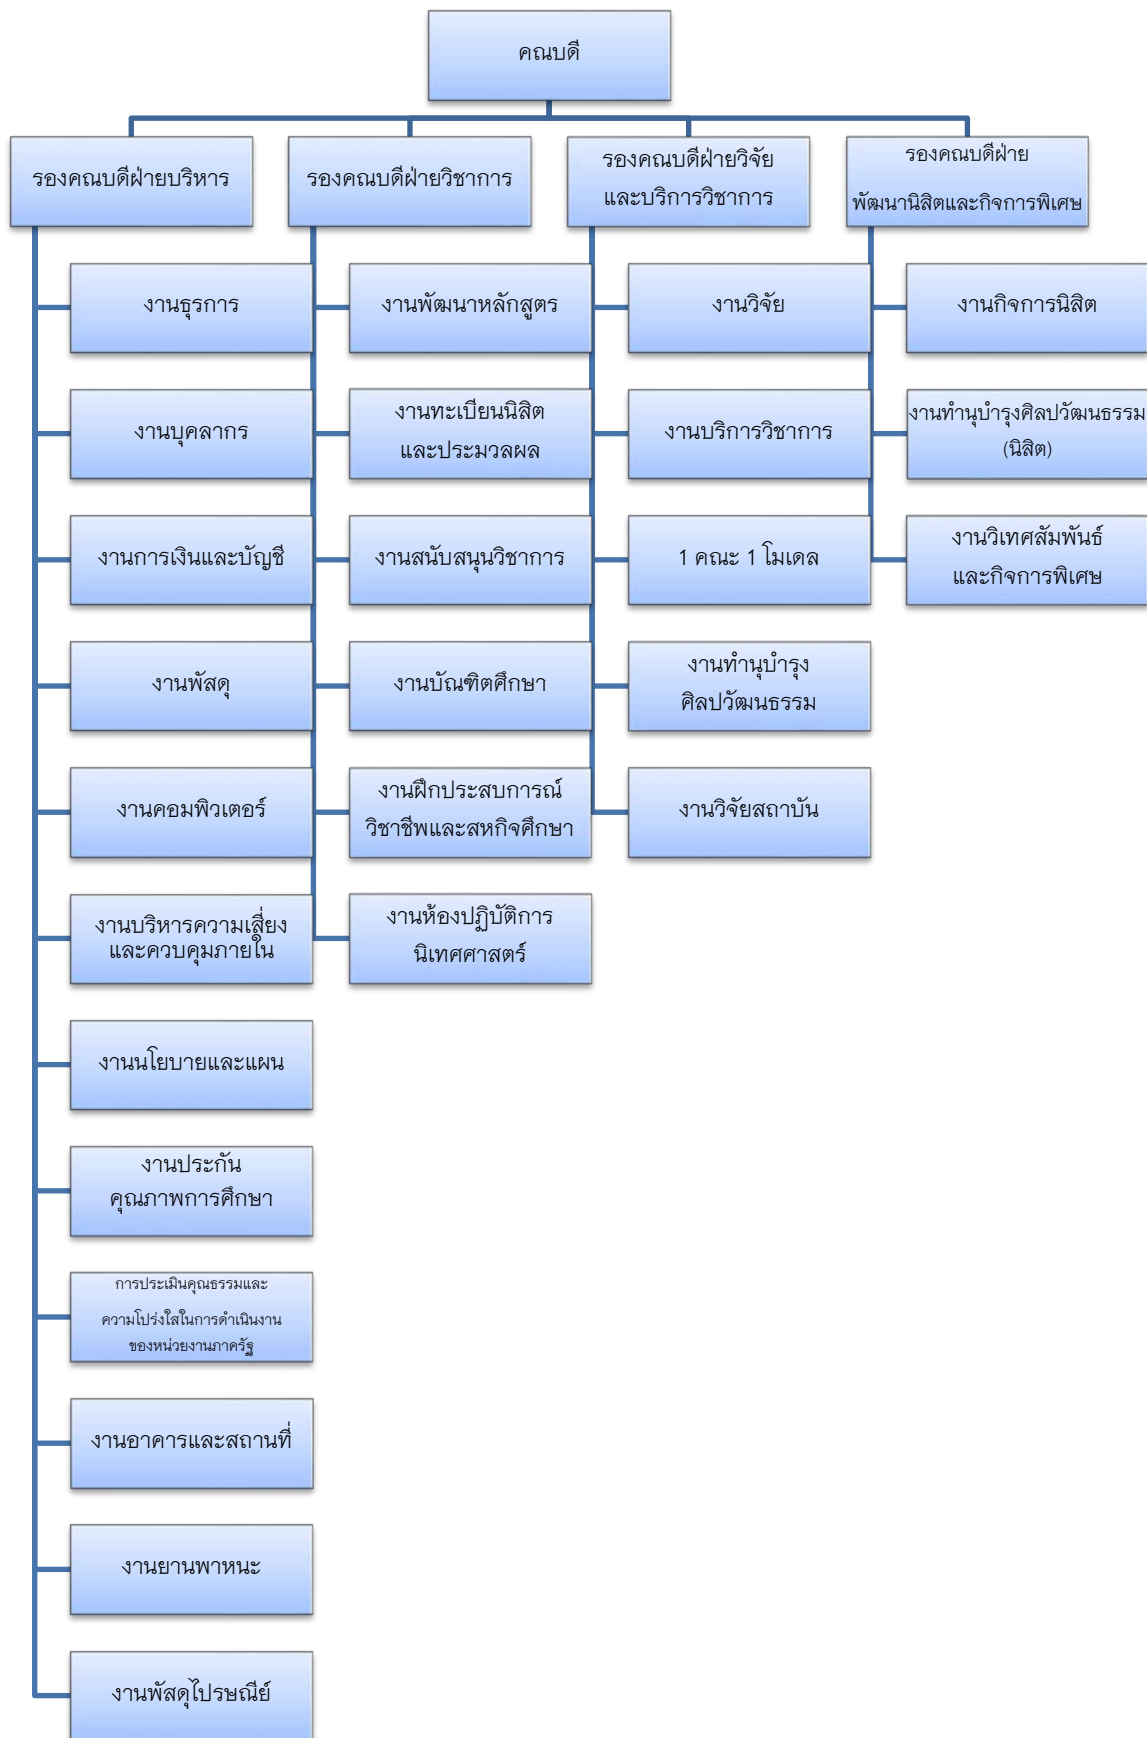 คณบดี
รองคณบดีฝ่ายบริหาร
งานธุรการ
งานบุคลากร
งานการเงินและบัญชี
งานพัสดุ
งานคอมพิวเตอร์
งานบริหารความเสี่ยง
และควบคุมภายใน
งานนโยบายและแผน
งานประกัน
คุณภาพการศึกษา
การประเมินคุณธรรมและ
ความโปร่งใสในการดำเนินงาน
ของหน่วยงานภาครัฐ
งานอาคารและสถานที่
งานยานพาหนะ
งานพัสดุไปรษณีย์
รองคณบดีฝ่ายวิชาการ
งานพัฒนาหลักสูตร
งานทะเบียนนิสิต
และประมวลผล
งานสนับสนุนวิชาการ
งานบัณฑิตศึกษา
งานฝึกประสบการณ์
วิชาชีพและสหกิจศึกษา
งานห้องปฏิบัติการ
นิเทศศาสตร์
รองคณบดีฝ่ายวิจัย
และบริการวิชาการ
งานวิจัย
งานบริการวิชาการ
1 คณะ 1 โมเดล
งานทำนุบำรุง
ศิลปวัฒนธรรม
งานวิจัยสถาบัน
รองคณบดีฝ่าย
พัฒนานิสิตและกิจการพิเศษ
งานกิจการนิสิต
งานทำนุบำรุงศิลปวัฒนธรรม
(นิสิต)
งานวิเทศสัมพันธ์
และกิจการพิเศษ